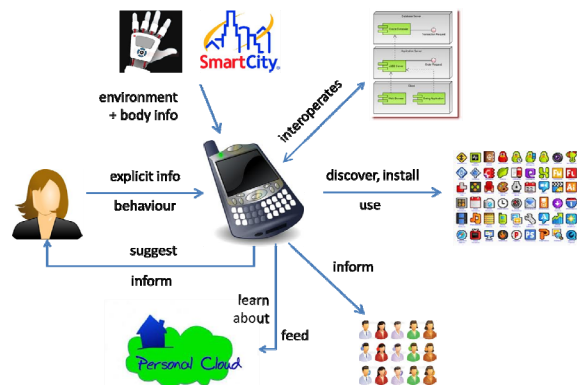 SmartCity®
environment
+ body info
interoperates
explicit info
behaviour
discover, install
use
suggest
inform
inform
learn
about
feed
Personal Cloud